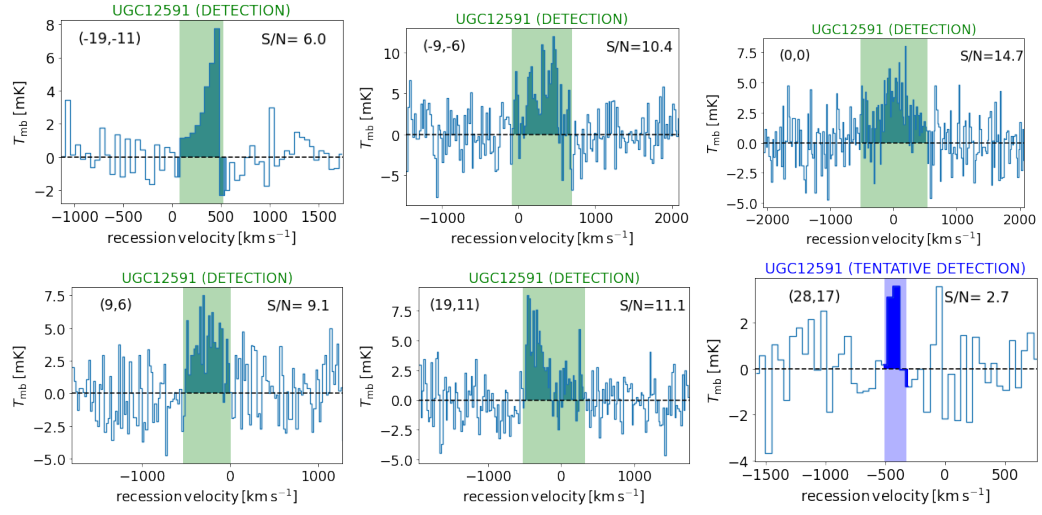 UGC12591 (DETECTION)
(-19,-11)
S/N= 6.0
8
6
4
2
0
−2
T_mb [mK]
-1000 -500 0 500 1000 1500
recession velocity [km s⁻¹]
UGC12591 (DETECTION)
(-9,-6)
S/N=10.4
10
5
0
−5
T_mb [mK]
-1000 0 1000 2000
recession velocity [km s⁻¹]
UGC12591 (DETECTION)
(0,0)
S/N=14.7
7.5
5.0
2.5
0.0
−2.5
−5.0
T_mb [mK]
-2000 -1000 0 1000 2000
recession velocity [km s⁻¹]
UGC12591 (DETECTION)
(9,6)
S/N= 9.1
7.5
5.0
2.5
0.0
−2.5
−5.0
T_mb [mK]
-1000 0 1000
recession velocity [km s⁻¹]
UGC12591 (DETECTION)
(19,11)
S/N=11.1
7.5
5.0
2.5
0.0
−2.5
−5.0
T_mb [mK]
-1000 0 1000
recession velocity [km s⁻¹]
UGC12591 (TENTATIVE DETECTION)
(28,17)
S/N= 2.7
2
0
−2
−4
T_mb [mK]
-1500 -1000 -500 0 500
recession velocity [km s⁻¹]